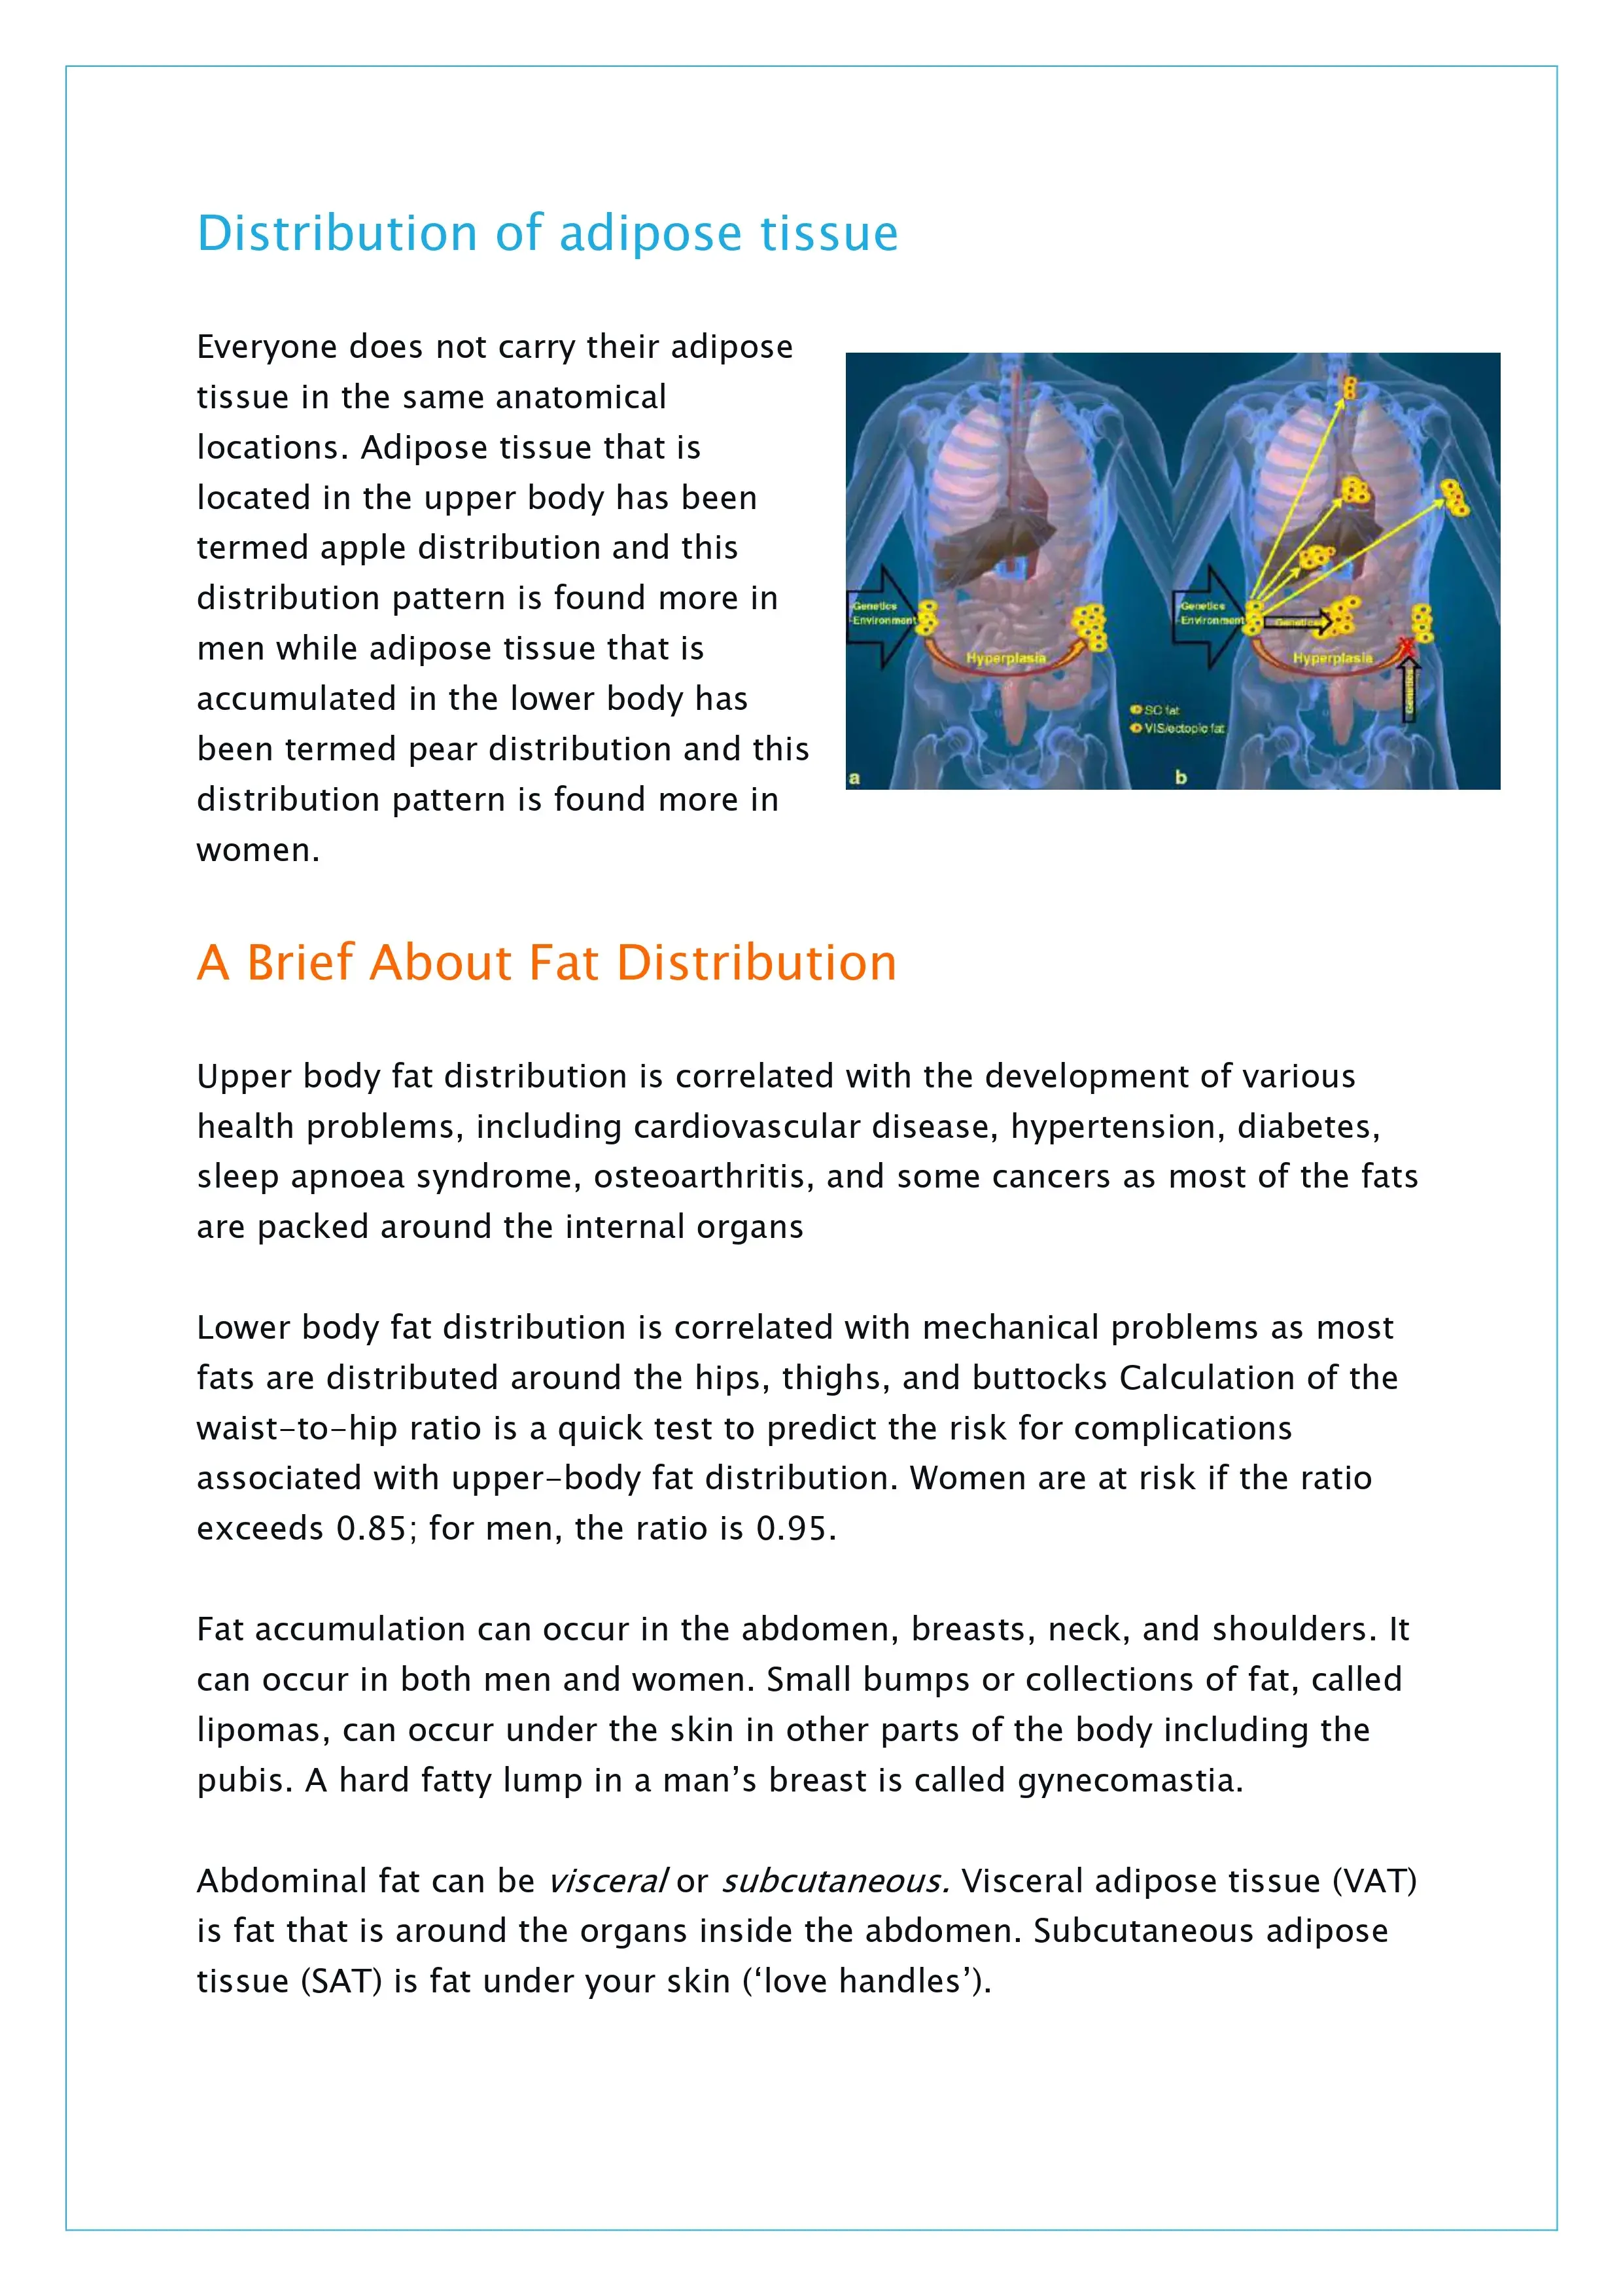 Distribution of adipose tissue
Everyone does not carry their adipose
tissue in the same anatomical
locations. Adipose tissue that is
located in the upper body has been
termed apple distribution and this
distribution pattern is found more in
men while adipose tissue that is
accumulated in the lower body has
been termed pear distribution and this
distribution pattern is found more in
women.
Genetics
Environment
Hyperplasia
a
SC fat
VIS/ectopic fat
Genetics
Environment
Genetics
Hyperplasia
Genetics
b
A Brief About Fat Distribution
Upper body fat distribution is correlated with the development of various
health problems, including cardiovascular disease, hypertension, diabetes,
sleep apnoea syndrome, osteoarthritis, and some cancers as most of the fats
are packed around the internal organs
Lower body fat distribution is correlated with mechanical problems as most
fats are distributed around the hips, thighs, and buttocks Calculation of the
waist-to-hip ratio is a quick test to predict the risk for complications
associated with upper-body fat distribution. Women are at risk if the ratio
exceeds 0.85; for men, the ratio is 0.95.
Fat accumulation can occur in the abdomen, breasts, neck, and shoulders. It
can occur in both men and women. Small bumps or collections of fat, called
lipomas, can occur under the skin in other parts of the body including the
pubis. A hard fatty lump in a man’s breast is called gynecomastia.
Abdominal fat can be visceral or subcutaneous. Visceral adipose tissue (VAT)
is fat that is around the organs inside the abdomen. Subcutaneous adipose
tissue (SAT) is fat under your skin (‘love handles’).